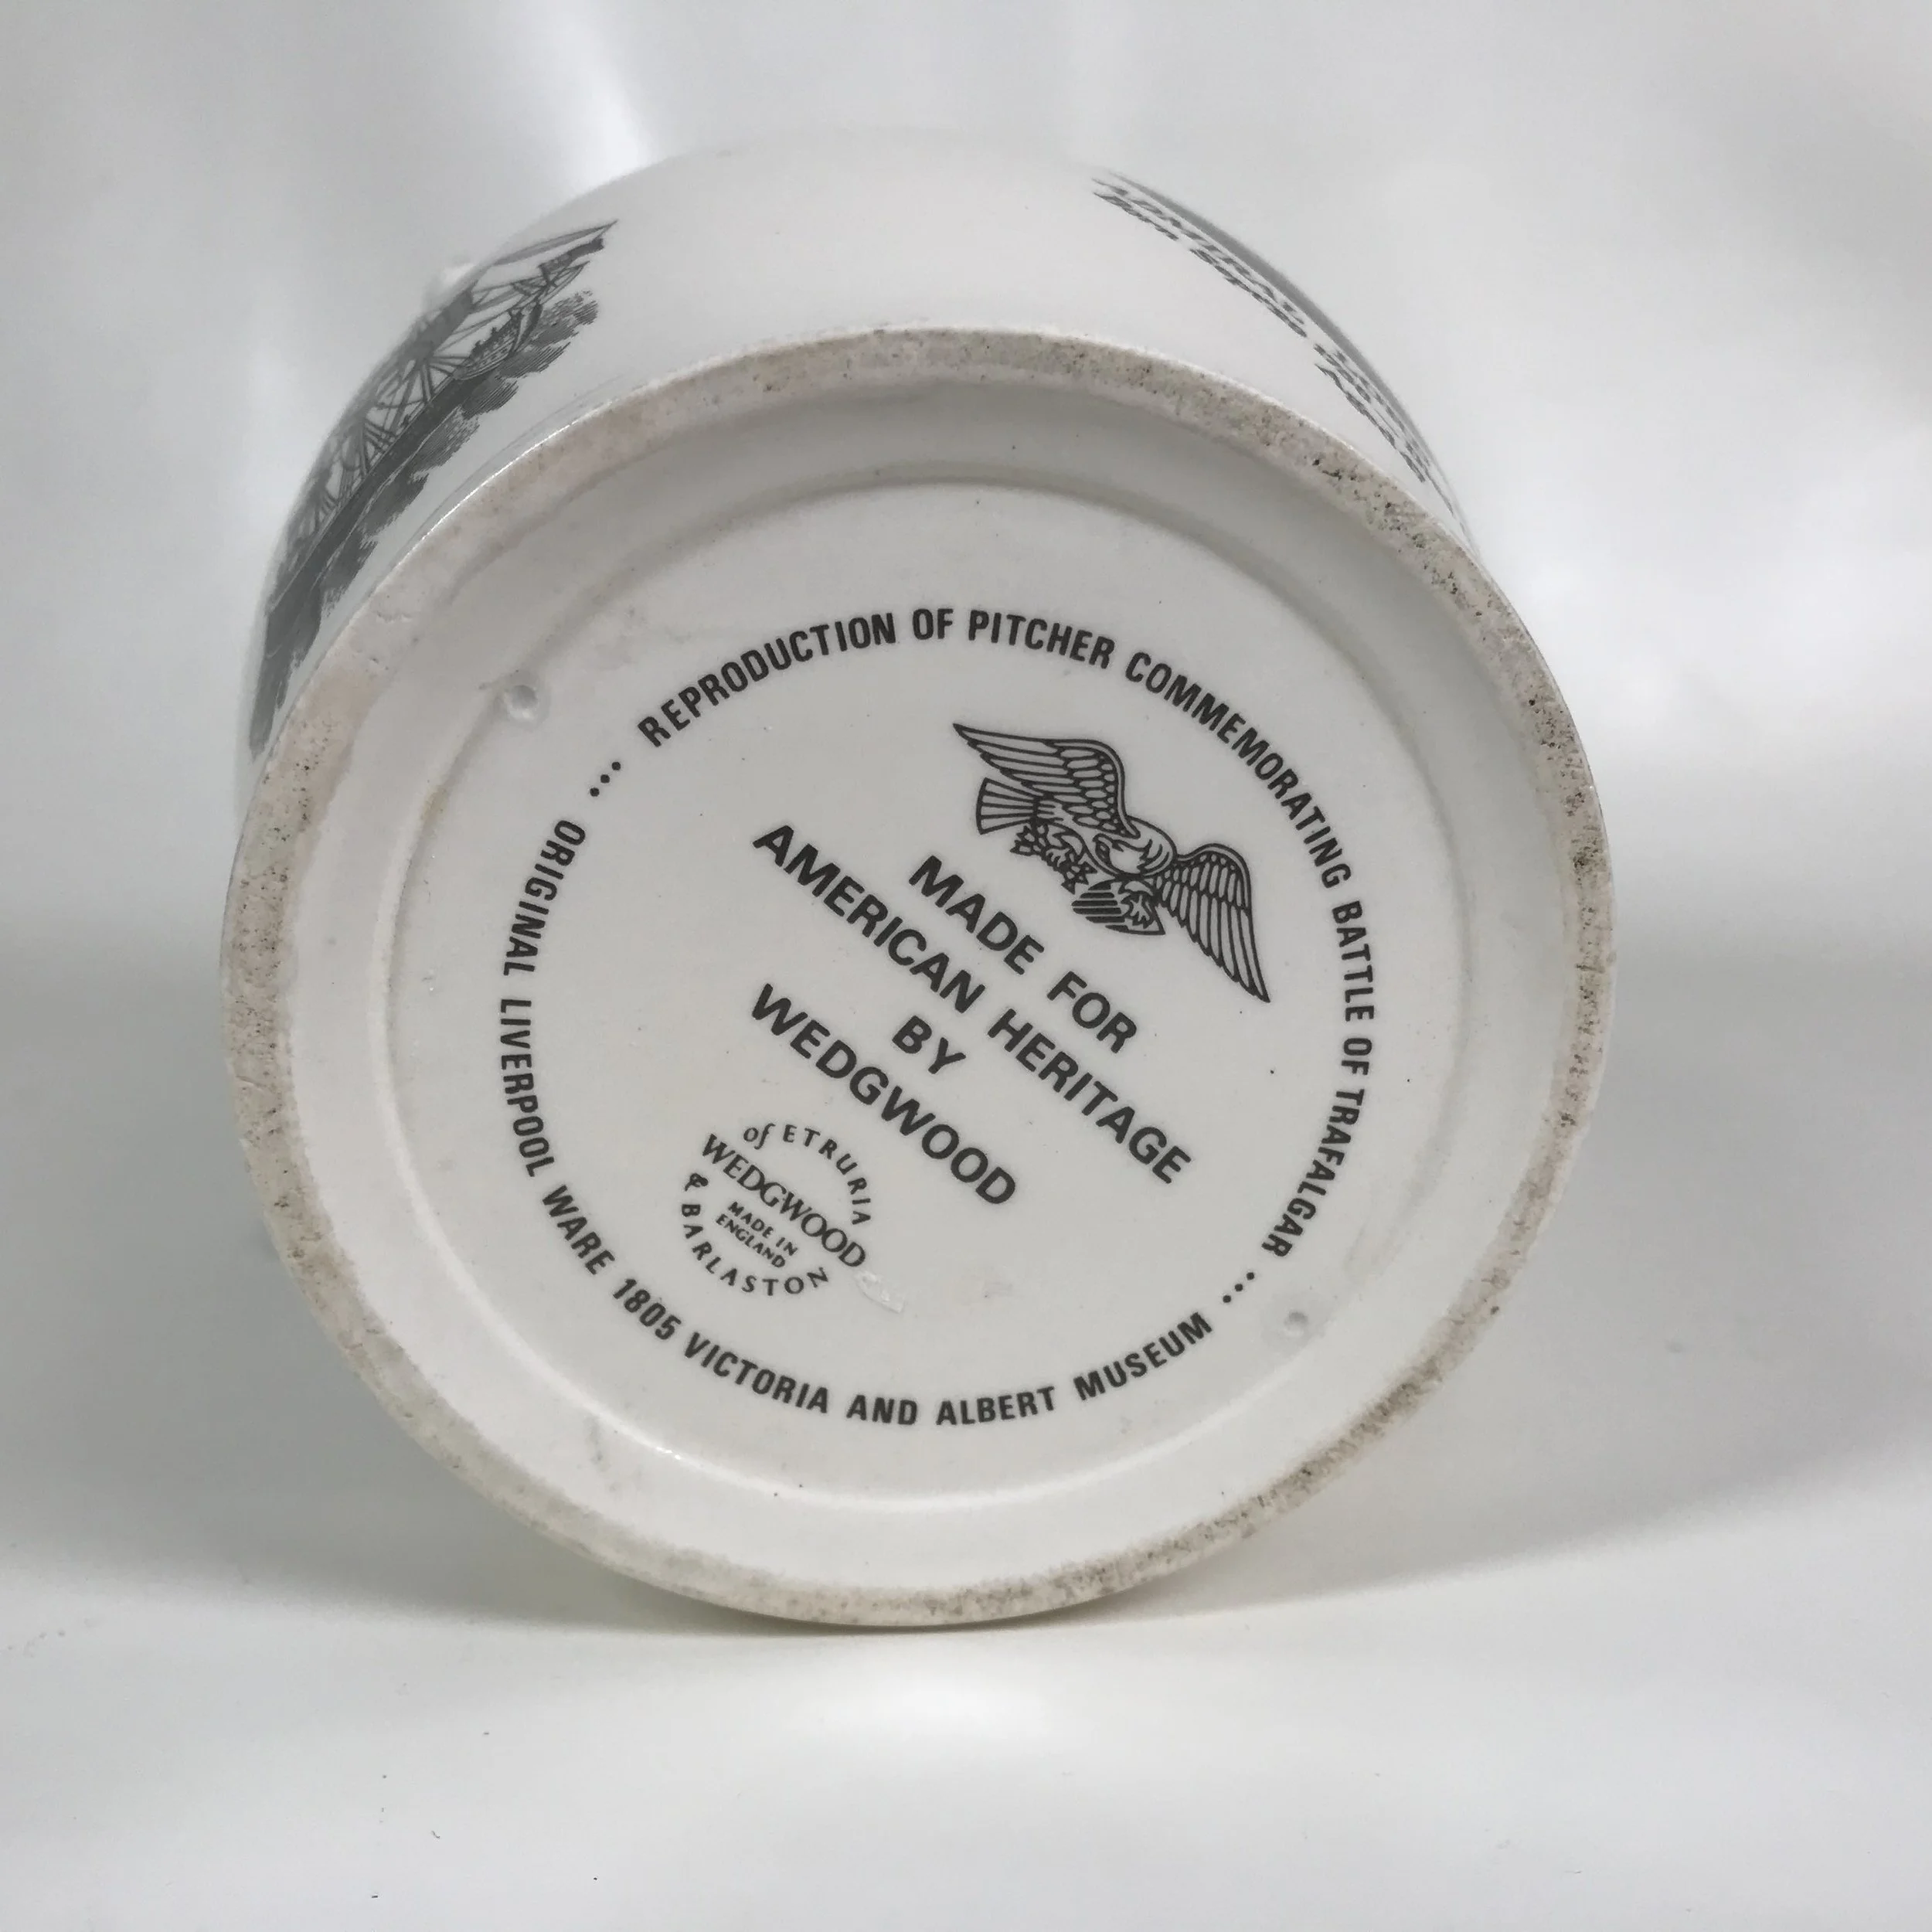 ... REPRODUCTION OF PITCHER COMMEMORATING BATTLE OF TRAFALGAR ...
ORIGINAL LIVERPOOL WARE 1805 VICTORIA AND ALBERT MUSEUM
MADE FOR
AMERICAN HERITAGE
BY
WEDGWOOD
of ETRURIA
WEDGWOOD
MADE IN
ENGLAND
& BARLASTON